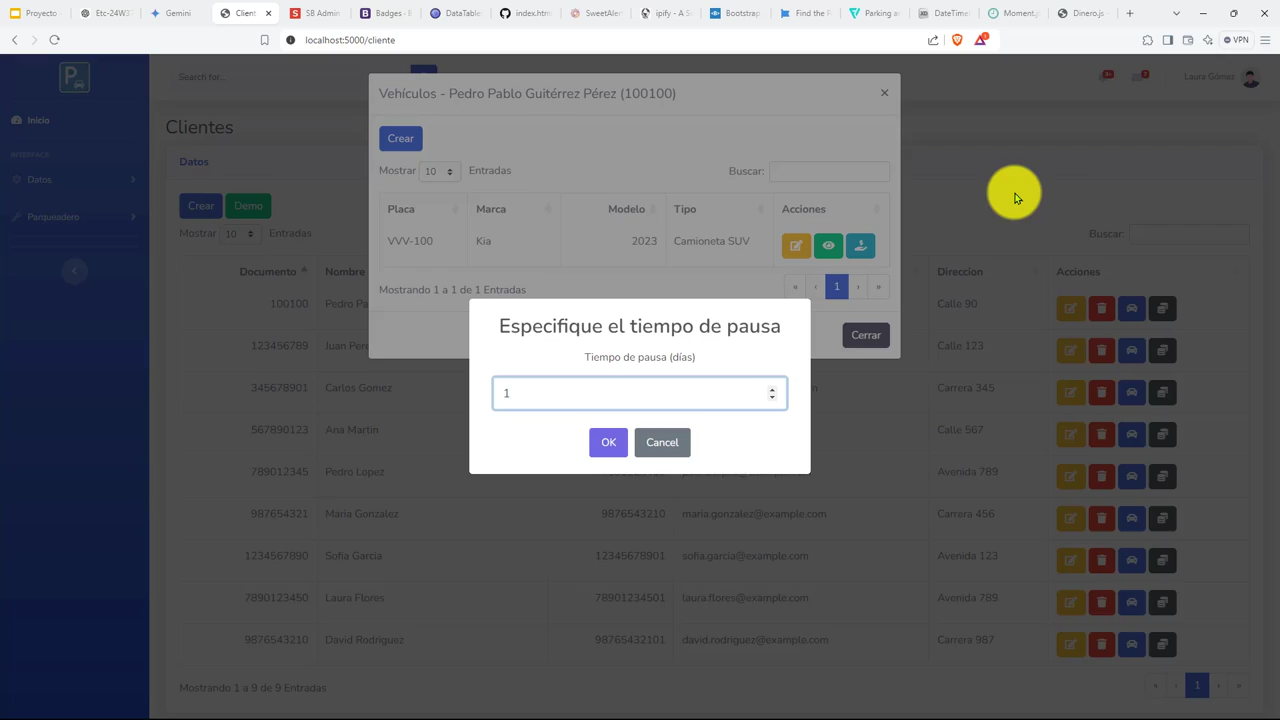 Proyecto -
Etc-24W3
Gemini
Client
SB Admin
Badges - B
DataTable
index.htm
SweetAler
ipify - A S
Bootstrap
Find the P
Parking ar
DateTime
Moment.j
Dinero.js -
localhost:5000/cliente
VPN
Search for...
Laura Gómez
Vehículos - Pedro Pablo Guitérrez Pérez (100100)
Inicio
INTERFACE
Datos
Parqueadero
Clientes
Datos
Crear
Demo
Mostrar 10 Entradas
Buscar:
Crear
Mostrar 10 Entradas
Buscar:
Placa Marca Modelo Tipo Acciones
VVV-100 Kia 2023 Camioneta SUV
Mostrando 1 a 1 de 1 Entradas
« ‹ 1 › »
Cerrar
Especifique el tiempo de pausa
Tiempo de pausa (días)
1
OK
Cancel
Documento Nombre Direccion Acciones
100100 Pedro Pa Calle 90
123456789 Juan Pere Calle 123
345678901 Carlos Gomez Carrera 345
567890123 Ana Martin Calle 567
789012345 Pedro Lopez Avenida 789
987654321 Maria Gonzalez 9876543210 maria.gonzalez@example.com Carrera 456
1234567890 Sofia Garcia 12345678901 sofia.garcia@example.com Avenida 123
7890123450 Laura Flores 78901234501 laura.flores@example.com Avenida 789
9876543210 David Rodriguez 98765432101 david.rodriguez@example.com Carrera 987
Mostrando 1 a 9 de 9 Entradas
« ‹ 1 › »